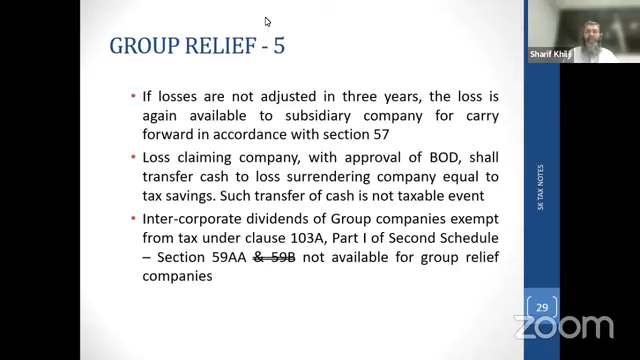 GROUP RELIEF - 5
Sharif Khilji
• If losses are not adjusted in three years, the loss is
again available to subsidiary company for carry
forward in accordance with section 57
• Loss claiming company, with approval of BOD, shall
transfer cash to loss surrendering company equal to
tax savings. Such transfer of cash is not taxable event
• Inter-corporate dividends of Group companies exempt
from tax under clause 103A, Part I of Second Schedule
– Section 59AA & 59B not available for group relief
companies
SK TAX NOTES
29
zoom